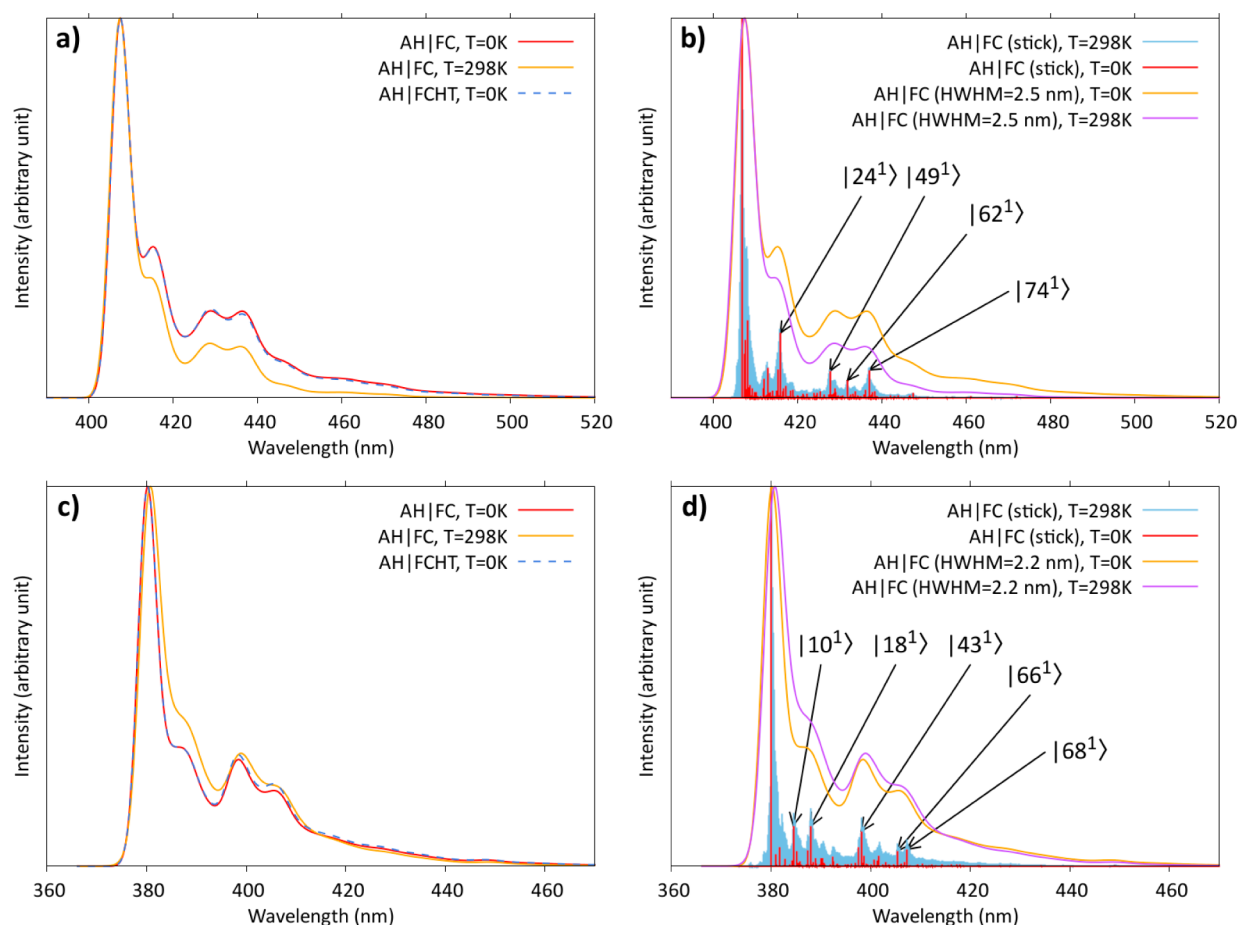 a)
AH|FC, T=0K
AH|FC, T=298K
AH|FCHT, T=0K
Intensity (arbitrary unit)
400 420 440 460 480 500 520
Wavelength (nm)
b)
AH|FC (stick), T=298K
AH|FC (stick), T=0K
AH|FC (HWHM=2.5 nm), T=0K
AH|FC (HWHM=2.5 nm), T=298K
|24¹⟩ |49¹⟩
|62¹⟩
|74¹⟩
Intensity (arbitrary unit)
400 420 440 460 480 500 520
Wavelength (nm)
c)
AH|FC, T=0K
AH|FC, T=298K
AH|FCHT, T=0K
Intensity (arbitrary unit)
360 380 400 420 440 460
Wavelength (nm)
d)
AH|FC (stick), T=298K
AH|FC (stick), T=0K
AH|FC (HWHM=2.2 nm), T=0K
AH|FC (HWHM=2.2 nm), T=298K
|10¹⟩ |18¹⟩ |43¹⟩
|66¹⟩
|68¹⟩
Intensity (arbitrary unit)
360 380 400 420 440 460
Wavelength (nm)